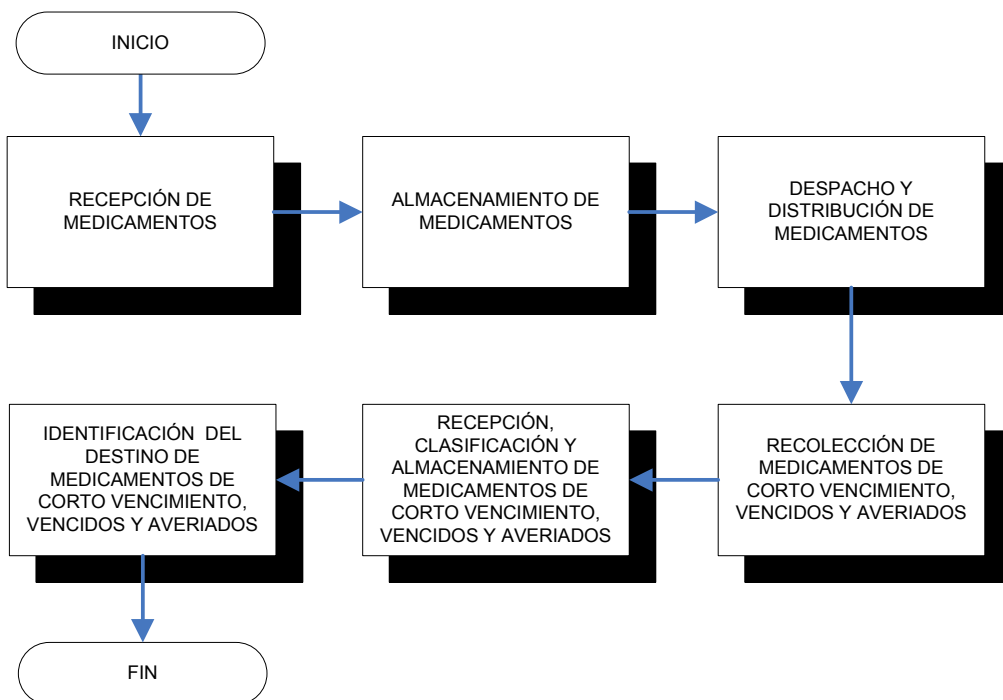 INICIO
RECEPCIÓN DE
MEDICAMENTOS
ALMACENAMIENTO DE
MEDICAMENTOS
DESPACHO Y
DISTRIBUCIÓN DE
MEDICAMENTOS
RECOLECCIÓN DE
MEDICAMENTOS DE
CORTO VENCIMIENTO,
VENCIDOS Y AVERIADOS
RECEPCIÓN,
CLASIFICACIÓN Y
ALMACENAMIENTO DE
MEDICAMENTOS DE
CORTO VENCIMIENTO,
VENCIDOS Y AVERIADOS
IDENTIFICACIÓN DEL
DESTINO DE
MEDICAMENTOS DE
CORTO VENCIMIENTO,
VENCIDOS Y AVERIADOS
FIN